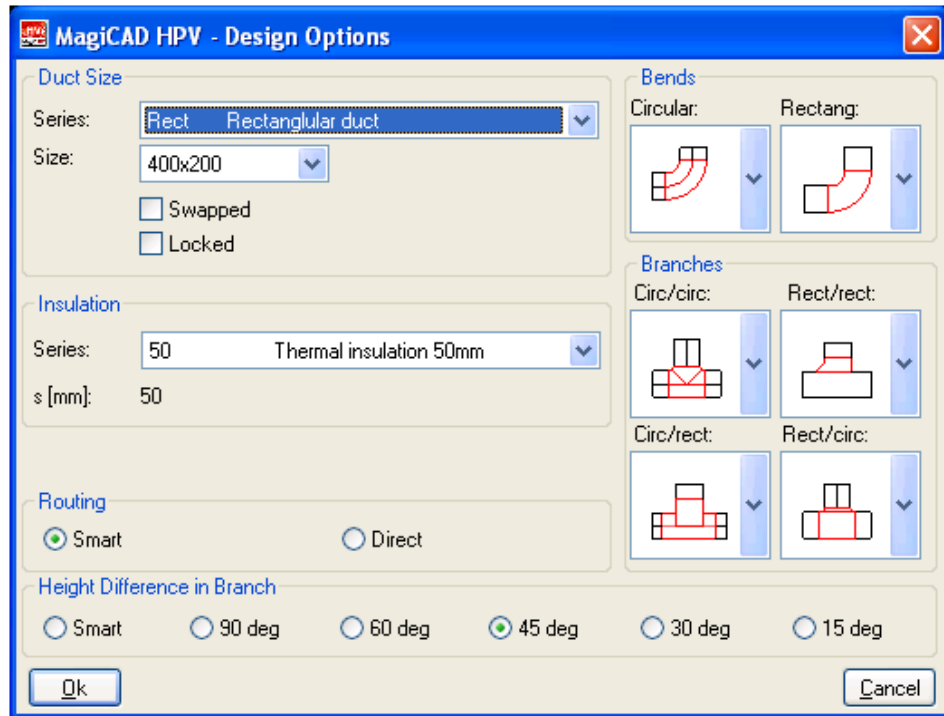 MagiCAD HPV - Design Options
Duct Size
Series: Rect Rectanglular duct
Size: 400x200
Swapped
Locked
Insulation
Series: 50 Thermal insulation 50mm
s [mm]: 50
Routing
Smart Direct
Height Difference in Branch
Smart 90 deg 60 deg 45 deg 30 deg 15 deg
Ok Cancel
Bends
Circular: Rectang:
Branches
Circ/circ: Rect/rect:
Circ/rect: Rect/circ: